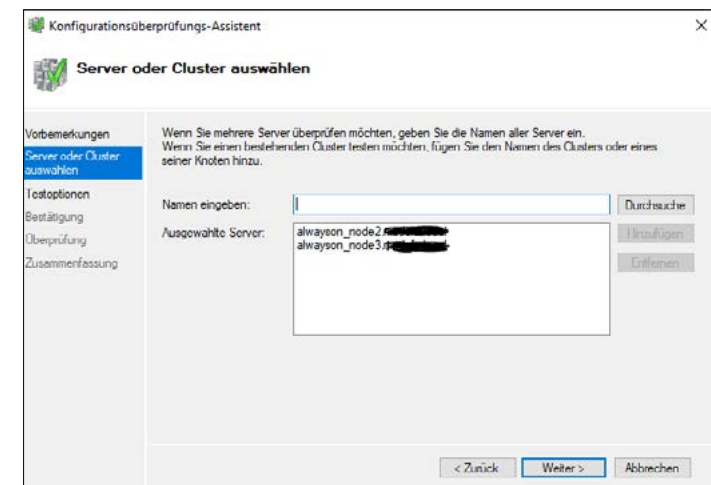 Konfigurationsüberprüfungs-Assistent
Server oder Cluster auswählen
Vorbemerkungen
Server oder Cluster
auswählen
Testoptionen
Bestätigung
Überprüfung
Zusammenfassung
Wenn Sie mehrere Server überprüfen möchten, geben Sie die Namen aller Server ein.
Wenn Sie einen bestehenden Cluster testen möchten, fügen Sie den Namen des Clusters oder eines
seiner Knoten hinzu.
Namen eingeben:
Durchsuche
Ausgewählte Server:
alwayson_node2.
alwayson_node3.
Hinzufügen
Entfernen
< Zurück
Weiter >
Abbrechen